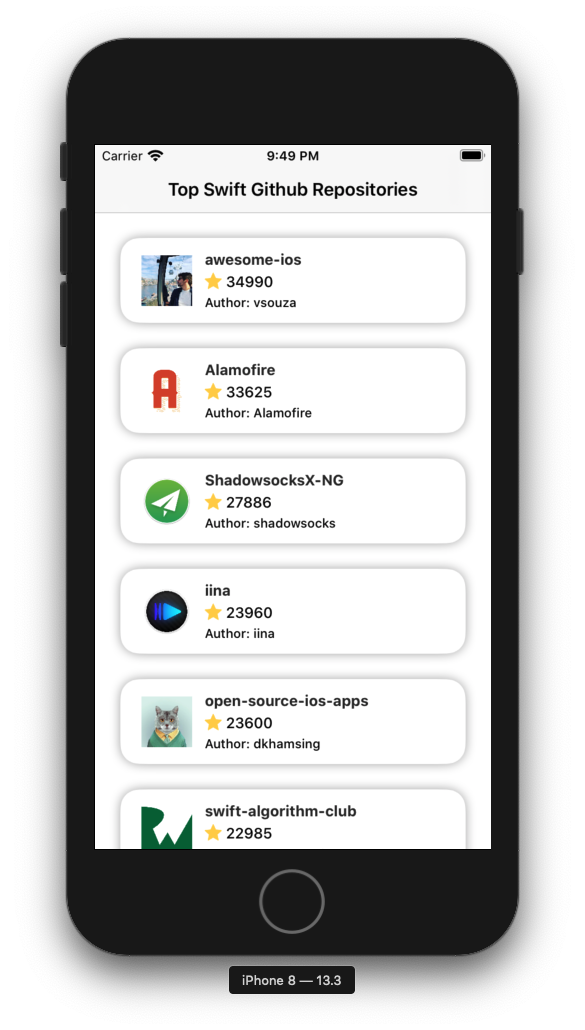 Carrier 9:49 PM
Top Swift Github Repositories
awesome-ios
34990
Author: vsouza
A
Alamofire
33625
Author: Alamofire
ShadowsocksX-NG
27886
Author: shadowsocks
iina
23960
Author: iina
open-source-ios-apps
23600
Author: dkhamsing
RW
swift-algorithm-club
22985
iPhone 8 — 13.3